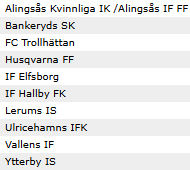 Alingsås Kvinnliga IK /Alingsås IF FF
Bankeryds SK
FC Trollhättan
Husqvarna FF
IF Elfsborg
IF Hallby FK
Lerums IS
Ulricehamns IFK
Vallens IF
Ytterby IS